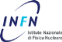 INFN
Istituto Nazionale
di Fisica Nucleare